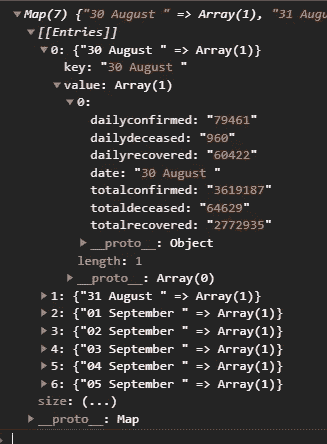 Map(7) {"30 August " => Array(1), "31 Augu
[[Entries]]
0: {"30 August " => Array(1)}
key: "30 August "
value: Array(1)
0:
dailyconfirmed: "79461"
dailydeceased: "960"
dailyrecovered: "60422"
date: "30 August "
totalconfirmed: "3619187"
totaldeceased: "64629"
totalrecovered: "2772935"
__proto__: Object
length: 1
__proto__: Array(0)
1: {"31 August " => Array(1)}
2: {"01 September " => Array(1)}
3: {"02 September " => Array(1)}
4: {"03 September " => Array(1)}
5: {"04 September " => Array(1)}
6: {"05 September " => Array(1)}
size: (...)
__proto__: Map